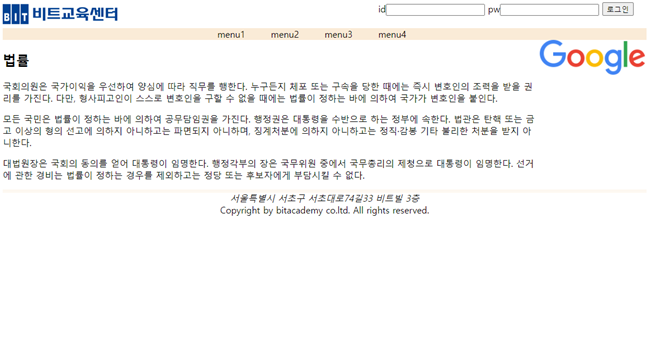 BIT 비트교육센터
id pw 로그인
menu1 menu2 menu3 menu4
Google
법률
국회의원은 국가이익을 우선하여 양심에 따라 직무를 행한다. 누구든지 체포 또는 구속을 당한 때에는 즉시 변호인의 조력을 받을 권
리를 가진다. 다만, 형사피고인이 스스로 변호인을 구할 수 없을 때에는 법률이 정하는 바에 의하여 국가가 변호인을 붙인다.
모든 국민은 법률이 정하는 바에 의하여 공무담임권을 가진다. 행정권은 대통령을 수반으로 하는 정부에 속한다. 법관은 탄핵 또는 금
고 이상의 형의 선고에 의하지 아니하고는 파면되지 아니하며, 징계처분에 의하지 아니하고는 정직·감봉 기타 불리한 처분을 받지 아
니한다.
대법원장은 국회의 동의를 얻어 대통령이 임명한다. 행정각부의 장은 국무위원 중에서 국무총리의 제청으로 대통령이 임명한다. 선거
에 관한 경비는 법률이 정하는 경우를 제외하고는 정당 또는 후보자에게 부담시킬 수 없다.
서울특별시 서초구 서초대로74길33 비트빌 3층
Copyright by bitacademy co.ltd. All rights reserved.